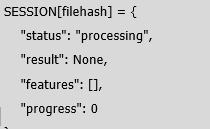 SESSION[filehash] = {
    "status": "processing",
    "result": None,
    "features": [],
    "progress": 0
}